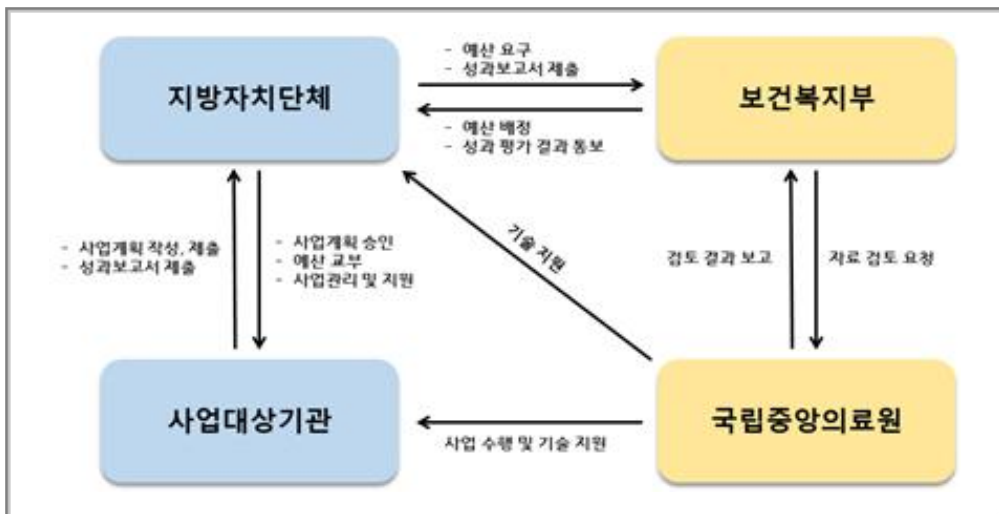 지방자치단체
- 예산 요구
- 성과보고서 제출
보건복지부
- 예산 배정
- 성과 평가 결과 통보
- 사업계획 작성, 제출
- 성과보고서 제출
- 사업계획 승인
- 예산 교부
- 사업관리 및 지원
기술 지원
검토 결과 보고
자료 검토 요청
사업대상기관
사업 수행 및 기술 지원
국립중앙의료원